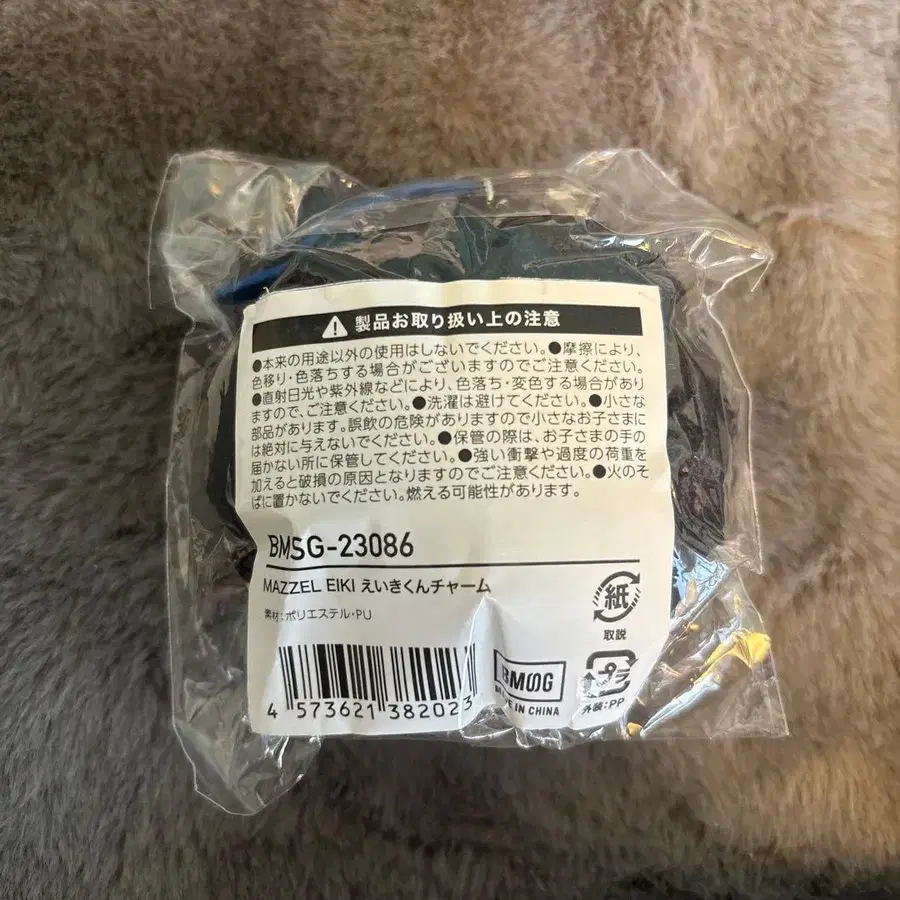 製品お取り扱い上の注意
●本来の用途以外の使用はしないでください。●摩擦により、
色移り・色落ちする場合がございますのでご注意ください。
●直射日光や紫外線などにより、色落ち・変色する場合があり
ますので、ご注意ください。●洗濯は避けてください。●小さな
部品があります。誤飲の危険がありますので小さなお子さまに
は絶対に与えないでください。●保管の際は、お子さまの手の
届かない所に保管してください。●強い衝撃や過度の荷重を
加えると破損の原因となりますのでご注意ください。●火のそ
ばに置かないでください。燃える可能性があります。
BMSG-23086
MAZZEL EIKI えいきくんチャーム
素材:ポリエステル・PU
紙
取説
4 573621 382023
BMSG
MADE IN CHINA
プラ
外装:PP